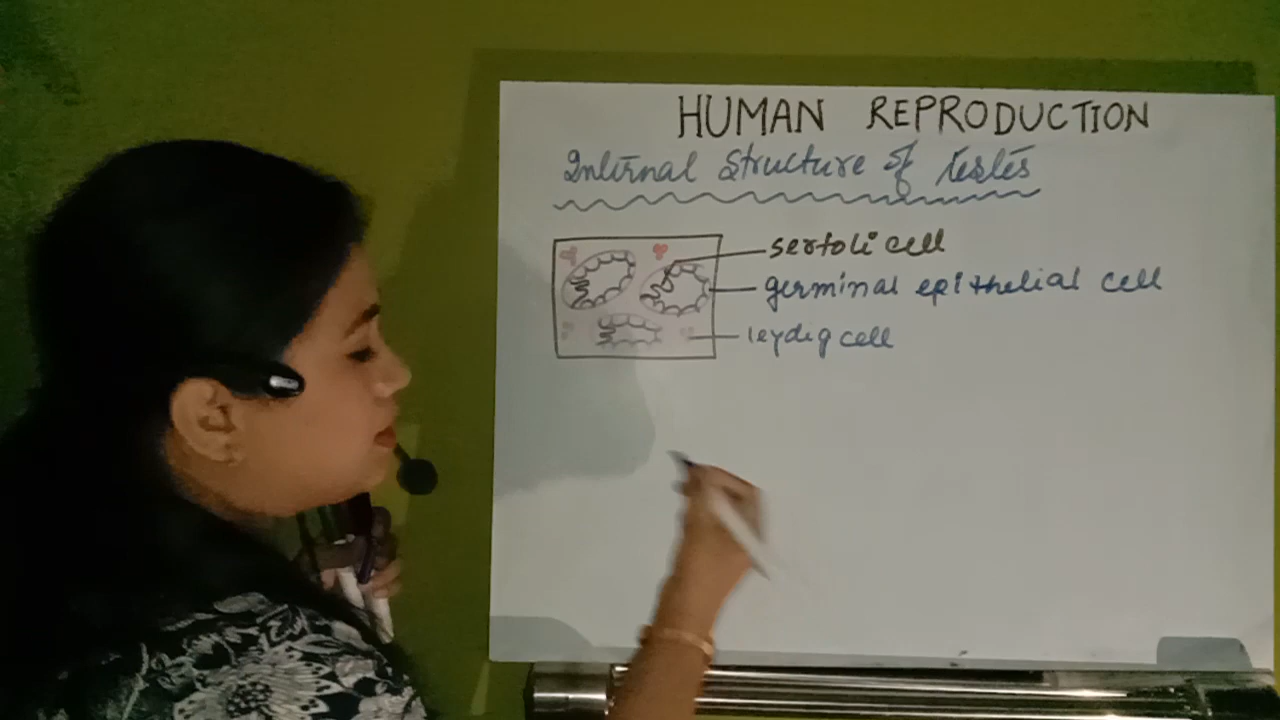 HUMAN REPRODUCTION
Internal Structure of testes
sertoli cell
germinal epithelial cell
leydig cell